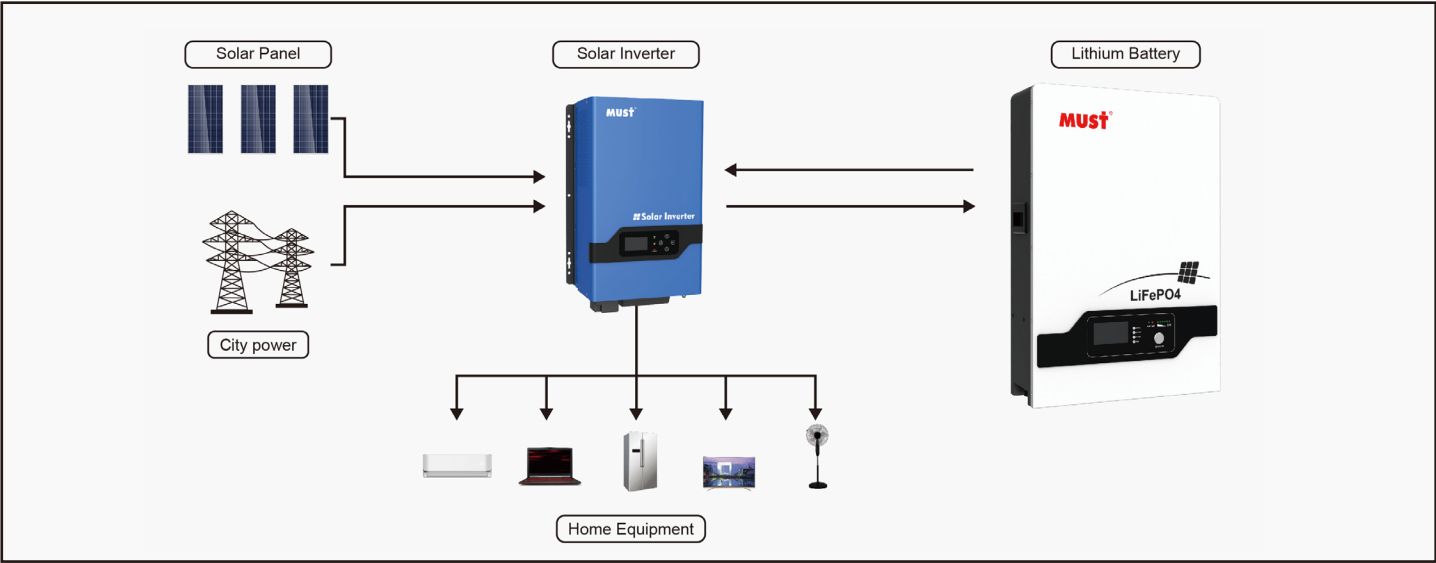 Solar Panel
Solar Inverter
Lithium Battery
MUST
MUST
Solar Inverter
LiFePO4
City power
Home Equipment